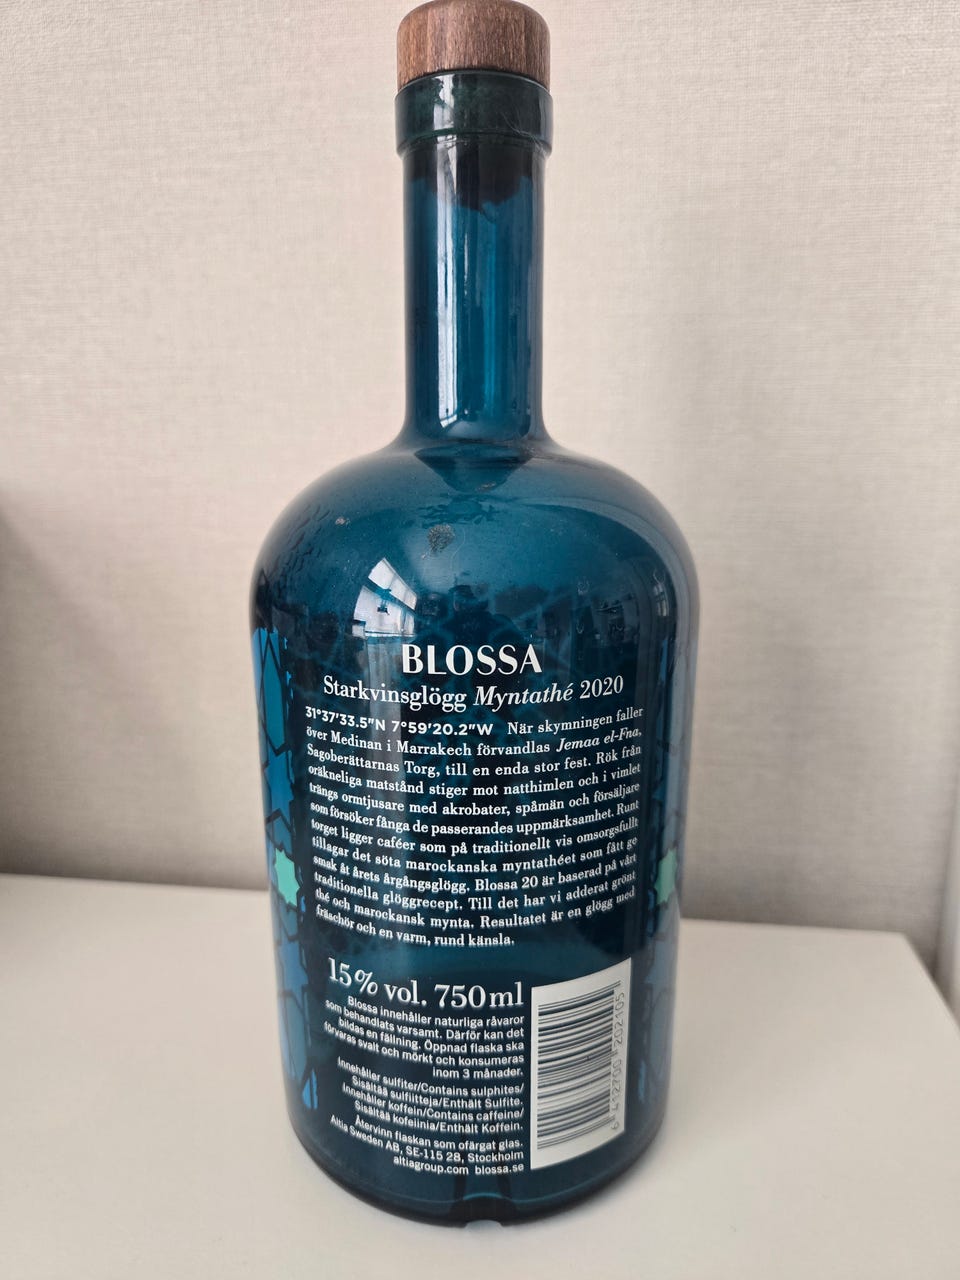 BLOSSA
Starkvinsglögg Myntathé 2020
31°37'33.5"N 7°59'20.2"W När skymningen faller
över Medinan i Marrakech förvandlas Jemaa el-Fna,
Sagoberättarnas Torg, till en enda stor fest. Rök från
oräkneliga matstånd stiger mot natthimlen och i vimlet
trängs ormtjusare med akrobater, spåmän och försäljare
som försöker fånga de passerandes uppmärksamhet. Runt
torget ligger caféer som på traditionellt vis omsorgsfullt
tillagar det söta marockanska myntathéet som fått ge
smak åt årets årgångsglögg. Blossa 20 är baserad på vårt
traditionella glöggrecept. Till det har vi adderat grönt
thé och marockansk mynta. Resultatet är en glögg med
fräschör och en varm, rund känsla.
15% vol. 750 ml
Blossa innehåller naturliga råvaror
som behandlats varsamt. Därför kan det
bildas en fällning. Öppnad flaska ska
förvaras svalt och mörkt och konsumeras
inom 3 månader.
Innehåller sulfiter/Contains sulphites/
Sisältää sulfiitteja/Enthält Sulfite.
Innehåller koffein/Contains caffeine/
Sisältää kofeiinia/Enthält Koffein.
Återvinn flaskan som ofärgat glas.
Altia Sweden AB, SE-115 28, Stockholm
altiagroup.com blossa.se
6 412700 202105